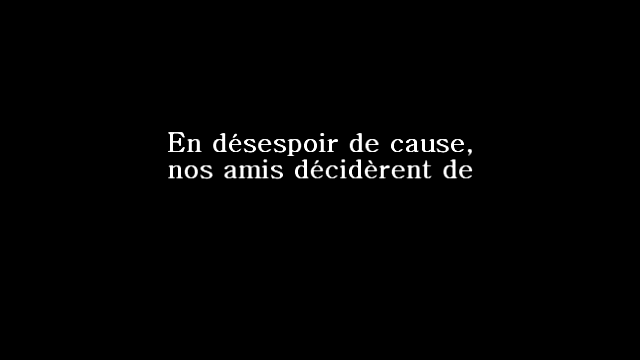 En désespoir de cause,
nos amis décidèrent de